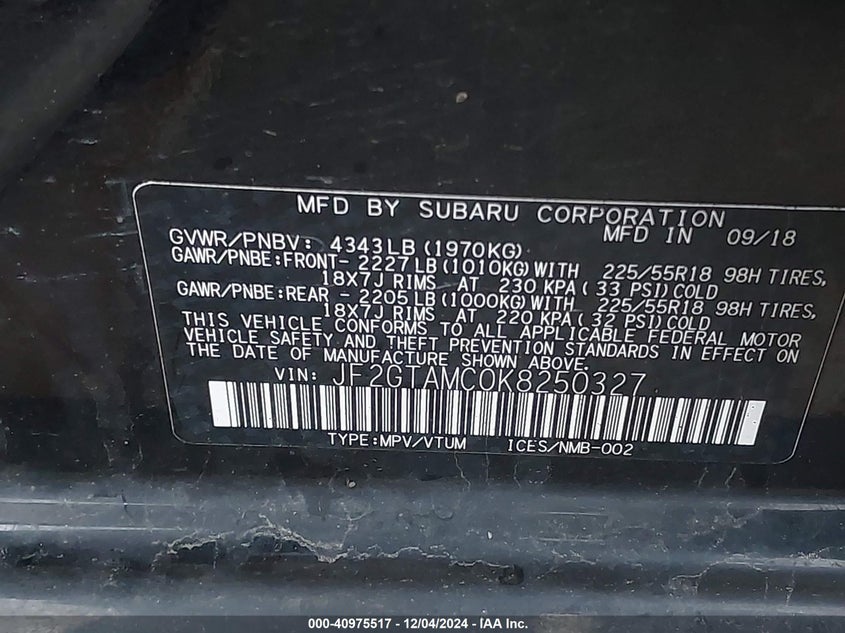 MFD BY SUBARU CORPORATION
MFD IN 09/18
GVWR/PNBV: 4343LB(1970KG)
GAWR/PNBE:FRONT- 2227LB(1010KG)WITH 225/55R18 98H TIRES,
18X7J RIMS AT 230 KPA( 33 PSI)COLD
GAWR/PNBE:REAR - 2205LB(1000KG)WITH 225/55R18 98H TIRES,
18X7J RIMS AT 220 KPA( 32 PSI)COLD
THIS VEHICLE CONFORMS TO ALL APPLICABLE FEDERAL MOTOR
VEHICLE SAFETY AND THEFT PREVENTION STANDARDS IN EFFECT ON
THE DATE OF MANUFACTURE SHOWN ABOVE.
VIN: JF2GTAMC0K8250327
TYPE:MPV/VTUM ICES/NMB-002
000-40975517 - 12/04/2024 - IAA Inc.